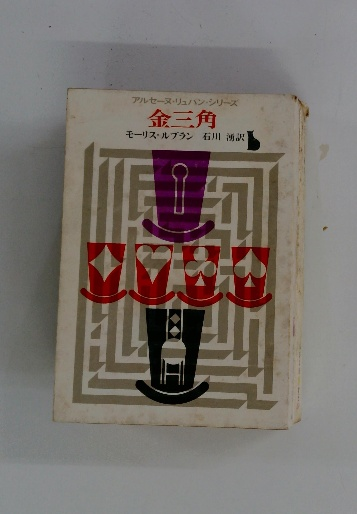 アルセーヌ・リュパン・シリーズ
金三角
モーリス・ルブラン 石川 湧訳